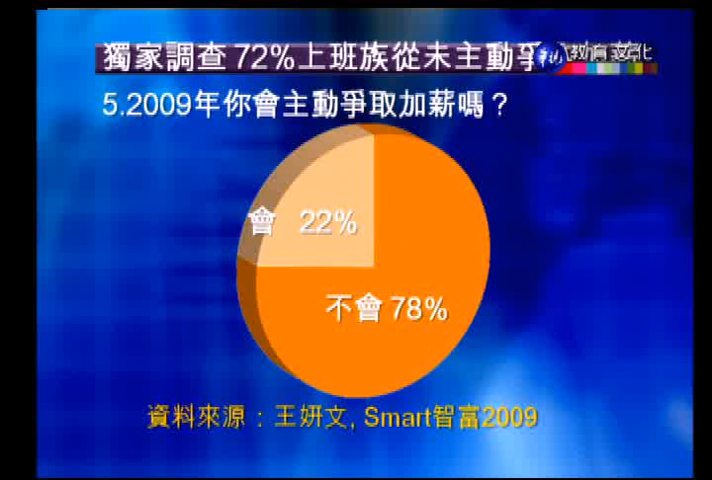 獨家調查 72%上班族從未主動爭
教育文化
5.2009年你會主動爭取加薪嗎？
會 22%
不會 78%
資料來源：王妍文, Smart智富2009